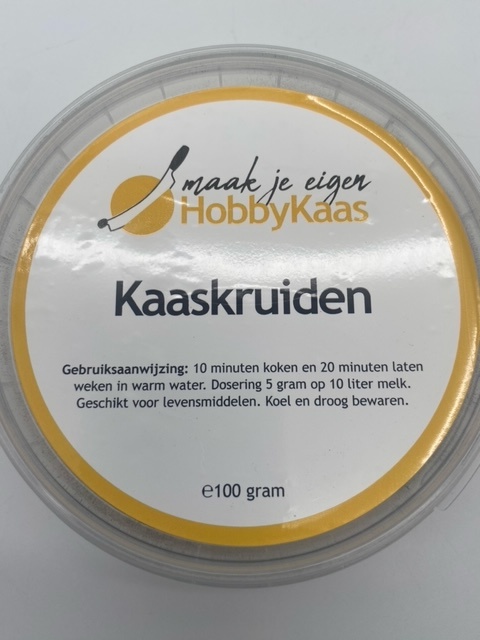 maak je eigen
HobbyKaas
Kaaskruiden
Gebruiksaanwijzing: 10 minuten koken en 20 minuten laten
weken in warm water. Dosering 5 gram op 10 liter melk.
Geschikt voor levensmiddelen. Koel en droog bewaren.
℮100 gram